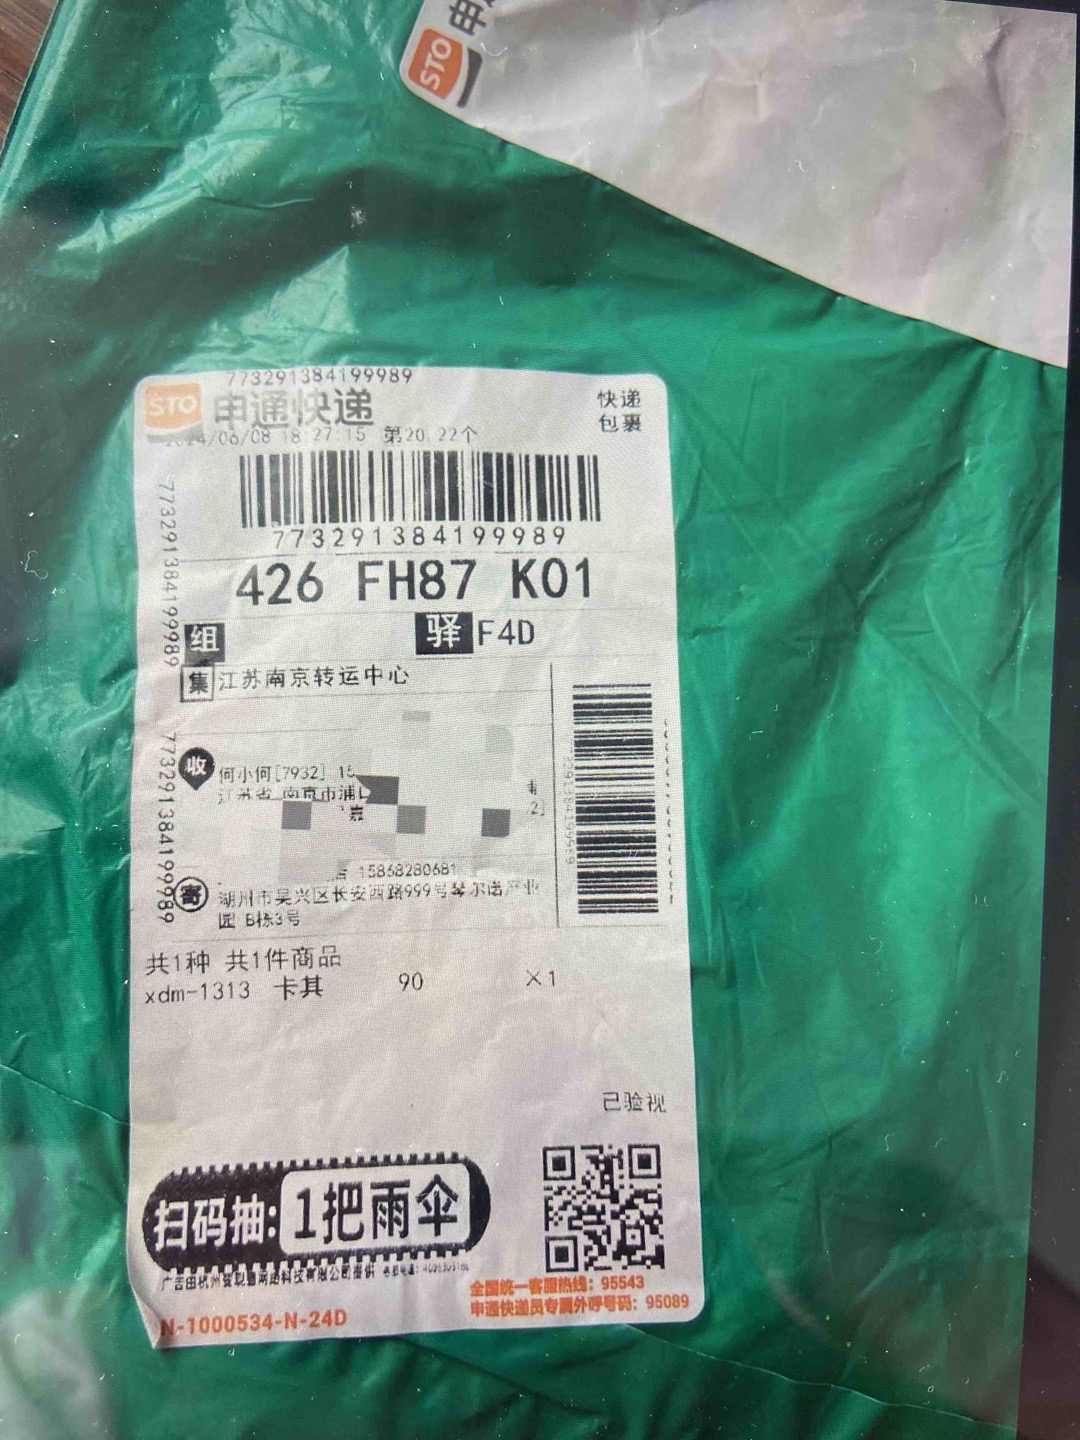 STO 申
773291384199989
STO 申通快递
快递
包裹
2024/06/08 18:27:15 第20,22个
773291384199989
773291384199989
426 FH87 K01
组
驿 F4D
集 江苏南京转运中心
收 何小何[7932] 15
江苏省 南京市浦
773291384199989
15868280681
寄 湖州市吴兴区长安西路999号琴尔诺产业
园 B栋3号
共1种 共1件商品
xdm-1313 卡其 90 ×1
已验视
扫码抽: 1把雨伞
全国统一客服热线: 95543
申通快递员专属外呼号码: 95089
N-1000534-N-24D